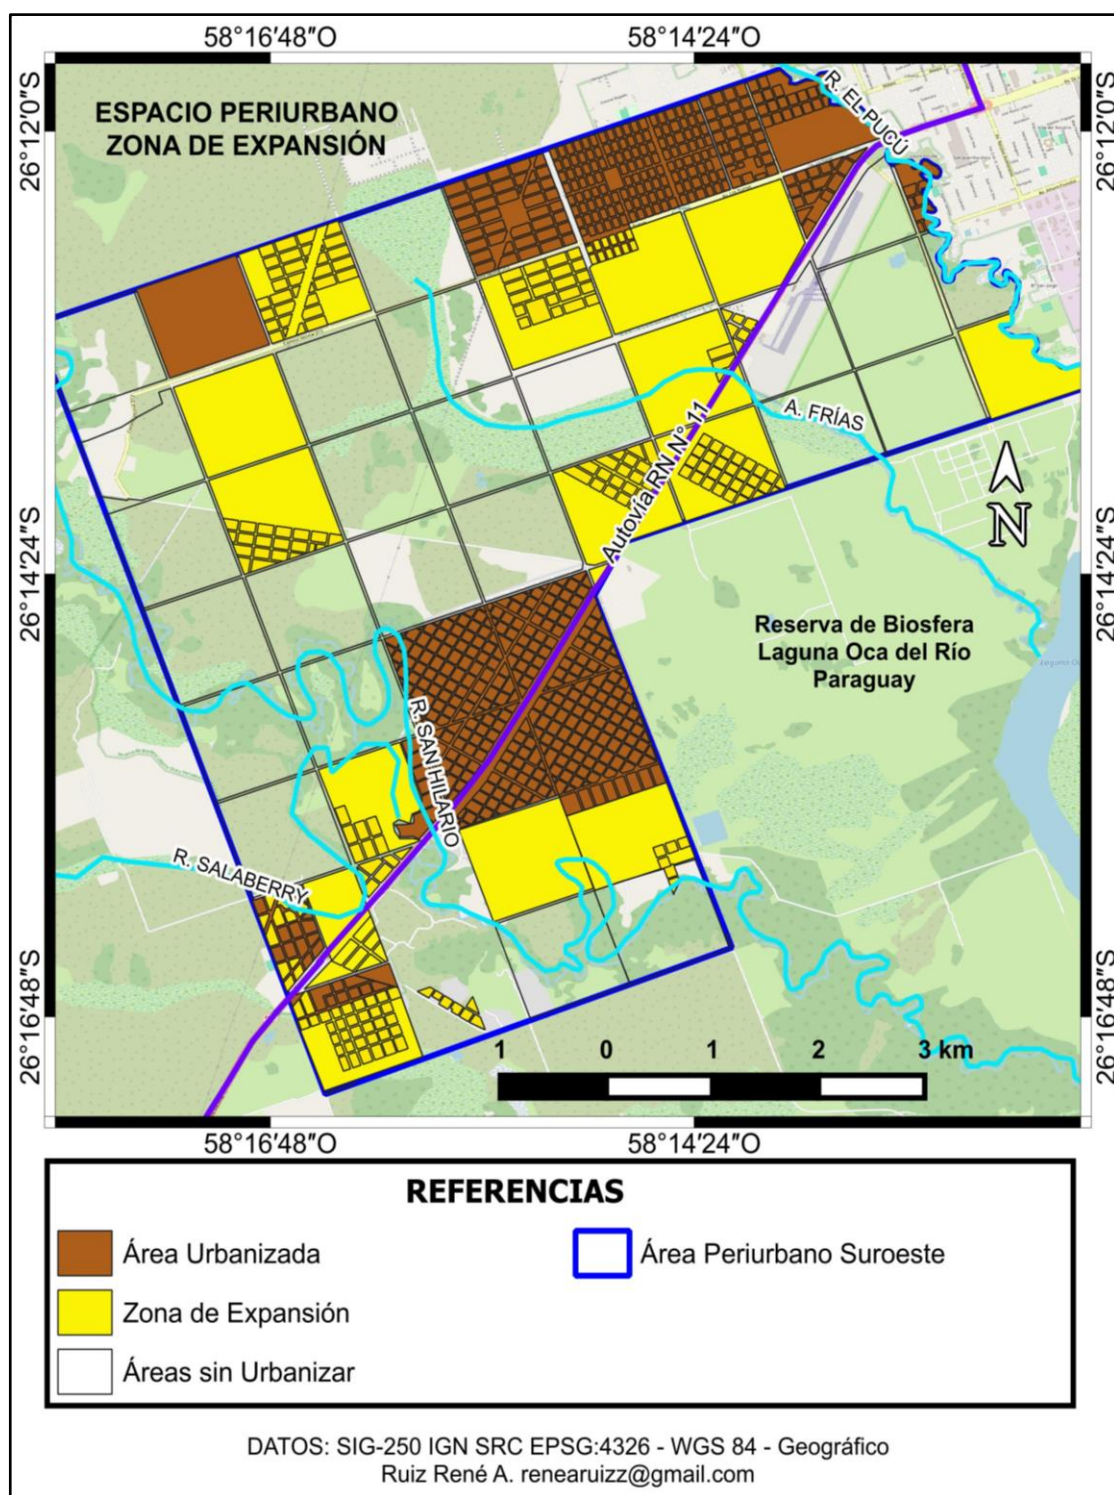 58°16'48"O
58°14'24"O
26°12'0"S
26°12'0"S
ESPACIO PERIURBANO
ZONA DE EXPANSIÓN
R. EL PUCÚ
A. FRÍAS
Autovía RN N° 11
N
26°14'24"S
26°14'24"S
Reserva de Biosfera
Laguna Oca del Río
Paraguay
R. SAN HILARIO
R. SALABERRY
26°16'48"S
26°16'48"S
1 0 1 2 3 km
58°16'48"O
58°14'24"O
REFERENCIAS
Área Urbanizada
Área Periurbano Suroeste
Zona de Expansión
Áreas sin Urbanizar
DATOS: SIG-250 IGN SRC EPSG:4326 - WGS 84 - Geográfico
Ruiz René A. renearuizz@gmail.com